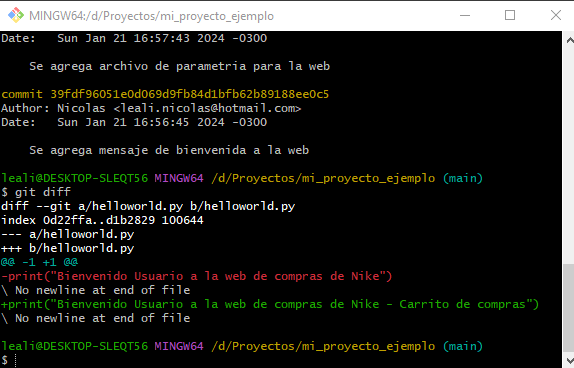 MINGW64:/d/Proyectos/mi_proyecto_ejemplo
Date:   Sun Jan 21 16:57:43 2024 -0300
    Se agrega archivo de parametria para la web
commit 39fdf96051e0d069d9fb84d1bfb62b89188ee0c5
Author: Nicolas <leali.nicolas@hotmail.com>
Date:   Sun Jan 21 16:56:45 2024 -0300
    Se agrega mensaje de bienvenida a la web
leali@DESKTOP-SLEQT56 MINGW64 /d/Proyectos/mi_proyecto_ejemplo (main)
$ git diff
diff --git a/helloworld.py b/helloworld.py
index 0d22ffa..d1b2829 100644
--- a/helloworld.py
+++ b/helloworld.py
@@ -1 +1 @@
-print("Bienvenido Usuario a la web de compras de Nike")
\ No newline at end of file
+print("Bienvenido Usuario a la web de compras de Nike - Carrito de compras")
\ No newline at end of file
leali@DESKTOP-SLEQT56 MINGW64 /d/Proyectos/mi_proyecto_ejemplo (main)
$